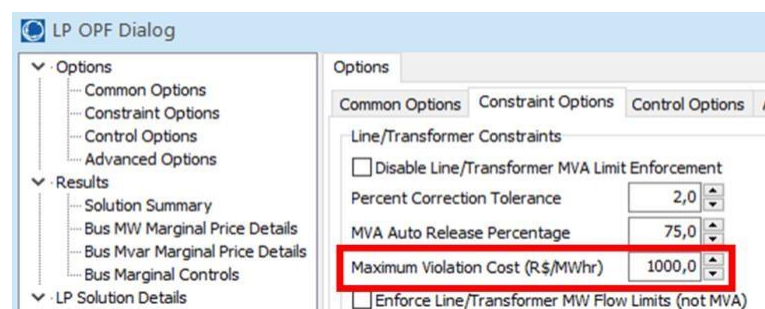 LP OPF Dialog
Options
Common Options
Constraint Options
Control Options
Advanced Options
Results
Solution Summary
Bus MW Marginal Price Details
Bus Mvar Marginal Price Details
Bus Marginal Controls
LP Solution Details
Options
Common Options Constraint Options Control Options
Line/Transformer Constraints
Disable Line/Transformer MVA Limit Enforcement
Percent Correction Tolerance 2,0
MVA Auto Release Percentage 75,0
Maximum Violation Cost (R$/MWhr) 1000,0
Enforce Line/Transformer MW Flow Limits (not MVA)